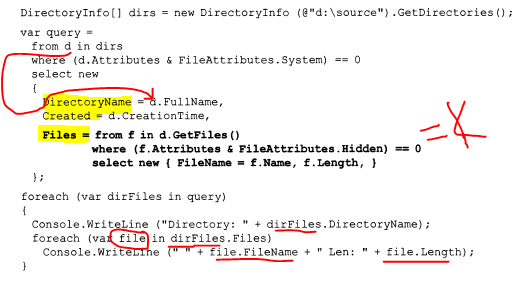 DirectoryInfo[] dirs = new DirectoryInfo (@"d:\source").GetDirectories();
var query =
from d in dirs
where (d.Attributes & FileAttributes.System) == 0
select new
{
DirectoryName = d.FullName,
Created = d.CreationTime,
Files = from f in d.GetFiles()
where (f.Attributes & FileAttributes.Hidden) == 0
select new { FileName = f.Name, f.Length, }
};
foreach (var dirFiles in query)
{
Console.WriteLine ("Directory: " + dirFiles.DirectoryName);
foreach (var file in dirFiles.Files)
Console.WriteLine (" " + file.FileName + " Len: " + file.Length);
}